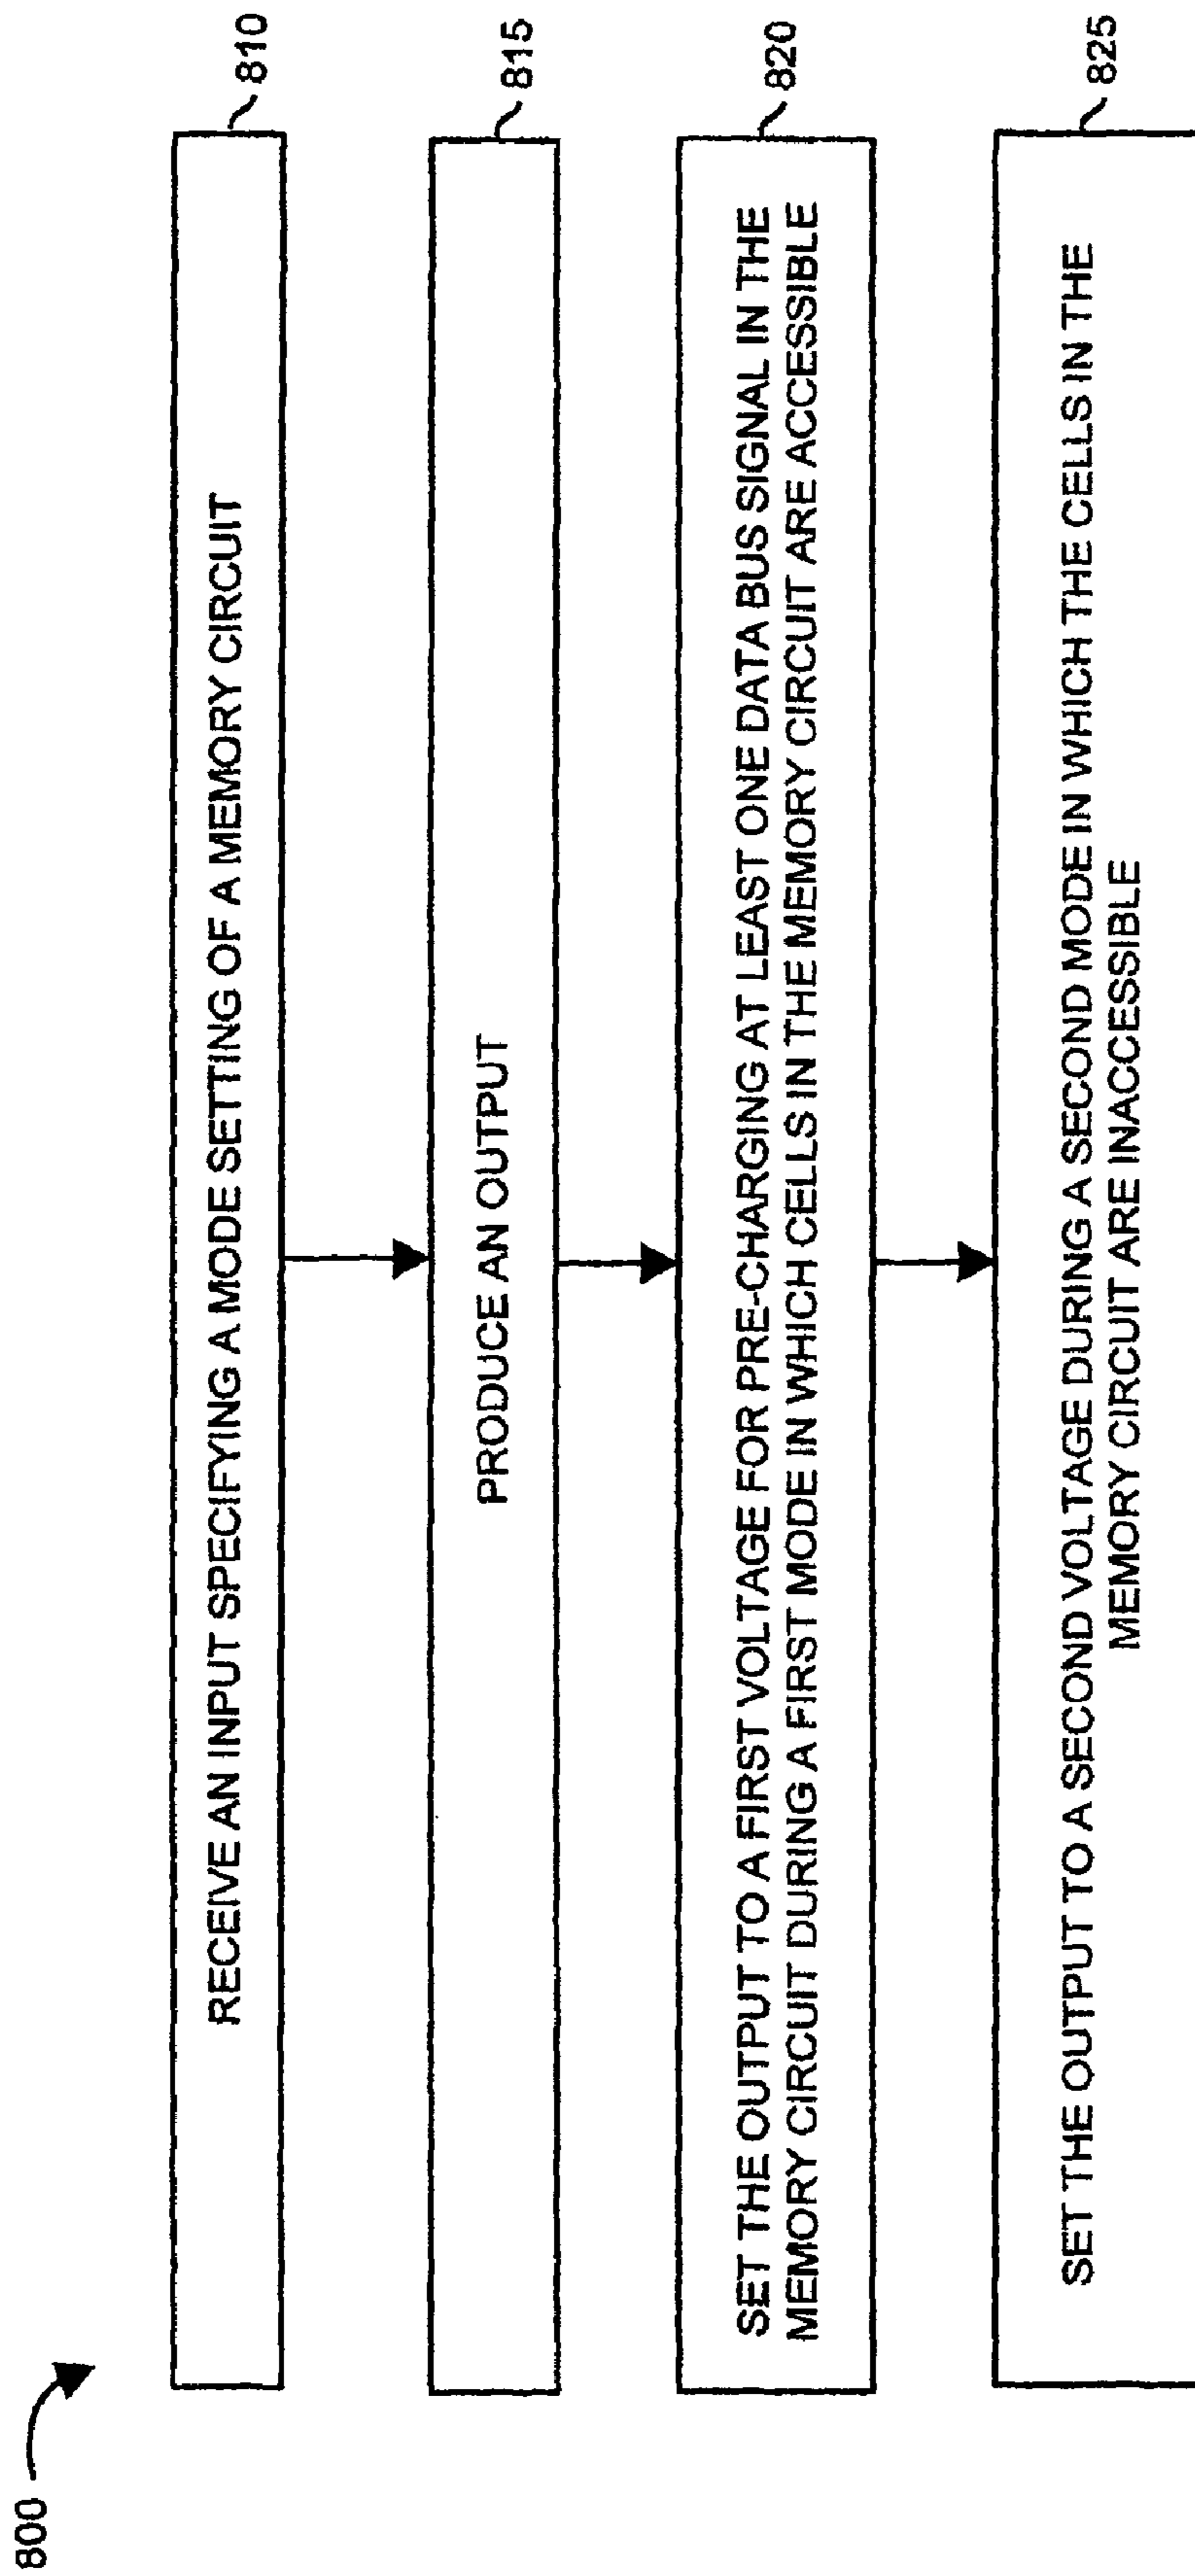 800
RECEIVE AN INPUT SPECIFYING A MODE SETTING OF A MEMORY CIRCUIT
810
PRODUCE AN OUTPUT
815
SET THE OUTPUT TO A FIRST VOLTAGE FOR PRE-CHARGING AT LEAST ONE DATA BUS SIGNAL IN THE
MEMORY CIRCUIT DURING A FIRST MODE IN WHICH CELLS IN THE MEMORY CIRCUIT ARE ACCESSIBLE
820
SET THE OUTPUT TO A SECOND VOLTAGE DURING A SECOND MODE IN WHICH THE CELLS IN THE
MEMORY CIRCUIT ARE INACCESSIBLE
825